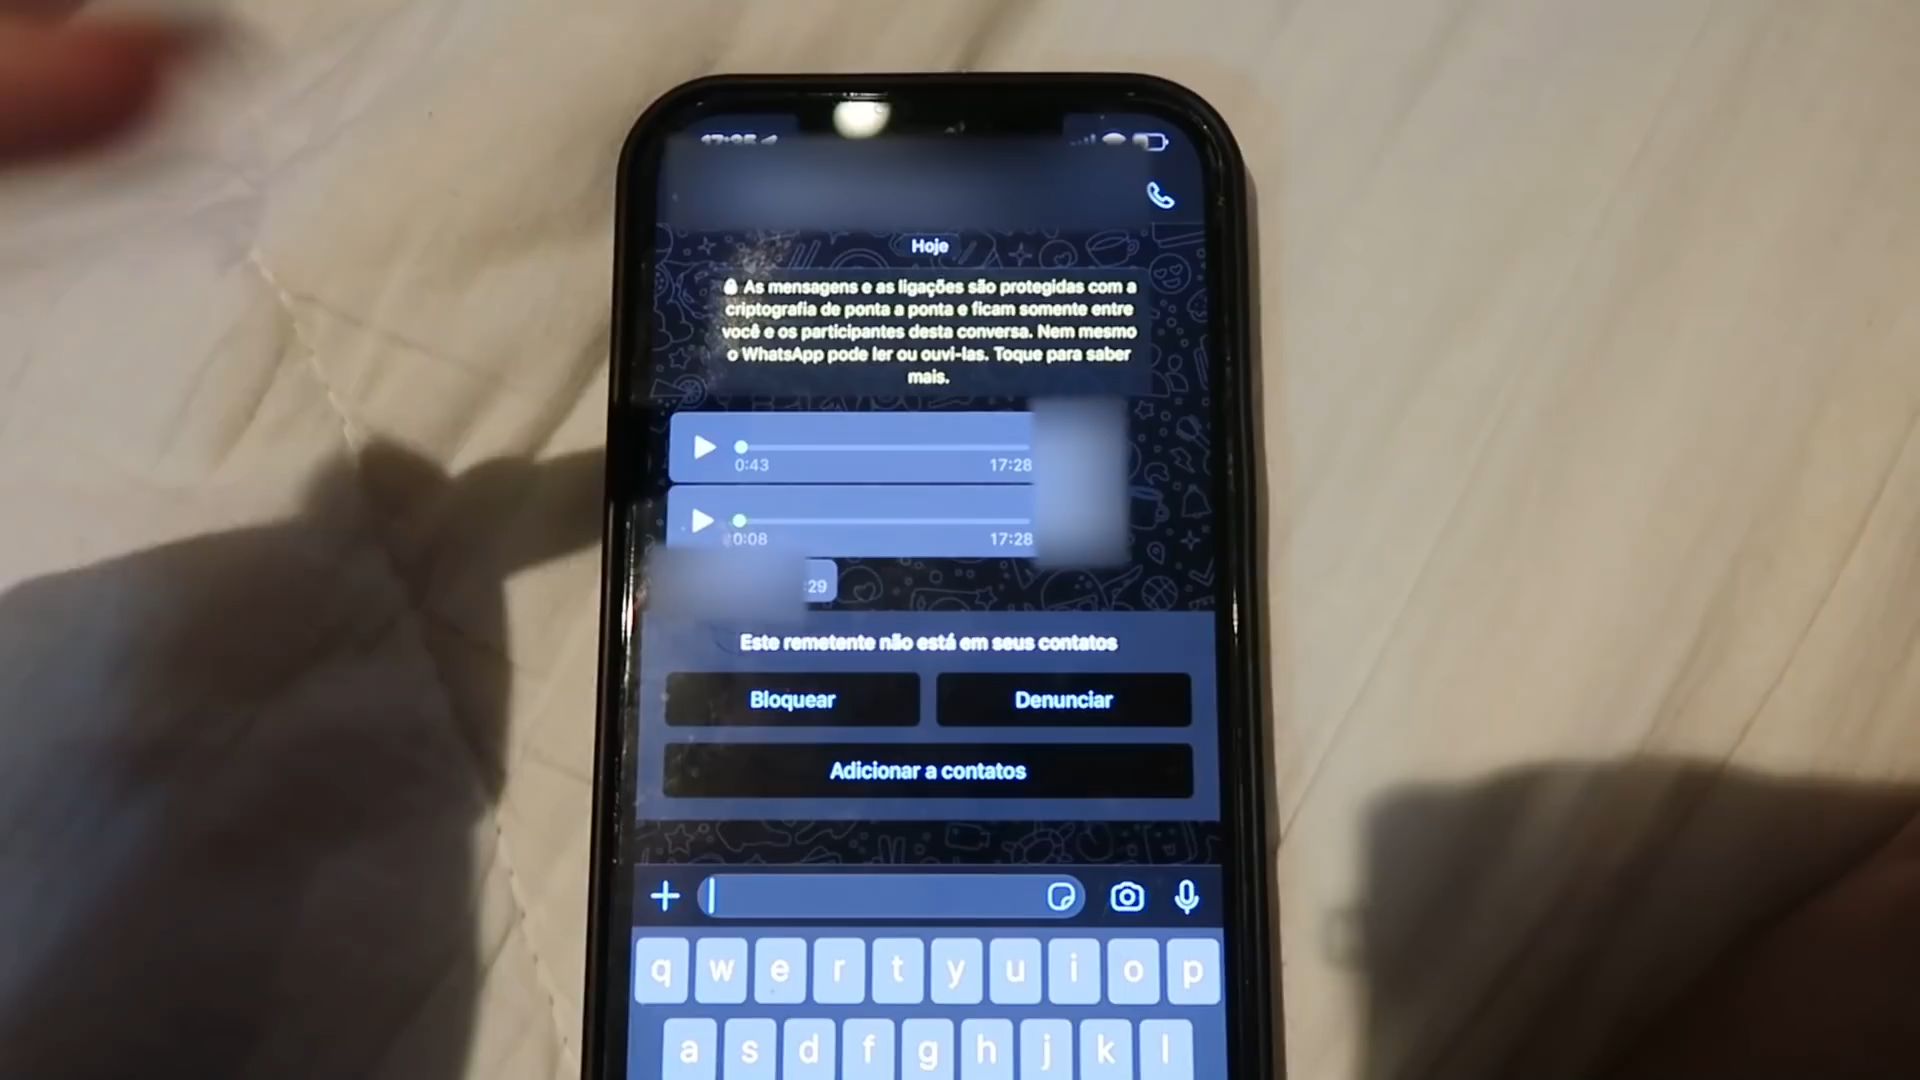 17:35
Hoje
As mensagens e as ligações são protegidas com a
criptografia de ponta a ponta e ficam somente entre
você e os participantes desta conversa. Nem mesmo
o WhatsApp pode ler ou ouvi-las. Toque para saber
mais.
0:43 17:28
0:08 17:28
:29
Este remetente não está em seus contatos
Bloquear Denunciar
Adicionar a contatos
q w e r t y u i o p
a s d f g h j k l